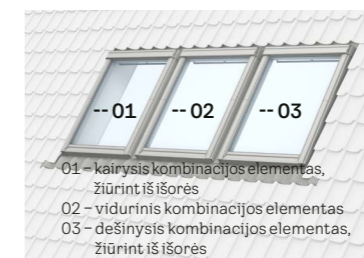 -- 01 -- 02 -- 03
01 – kairysis kombinacijos elementas,
žiūrint iš išorės
02 – vidurinis kombinacijos elementas
03 – dešinysis kombinacijos elementas,
žiūrint iš išorės